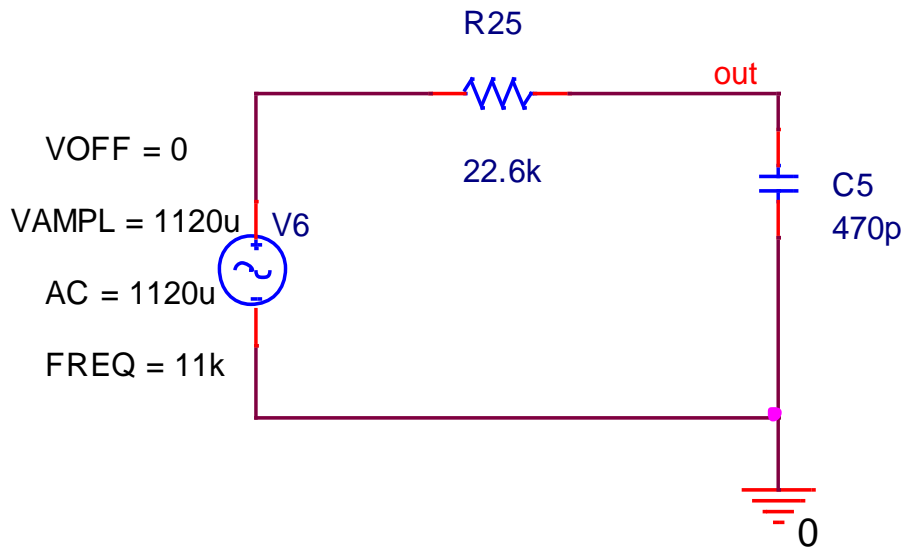 R25
out
VOFF = 0
22.6k
C5
VAMPL = 1120u
V6
470p
AC = 1120u
FREQ = 11k
0